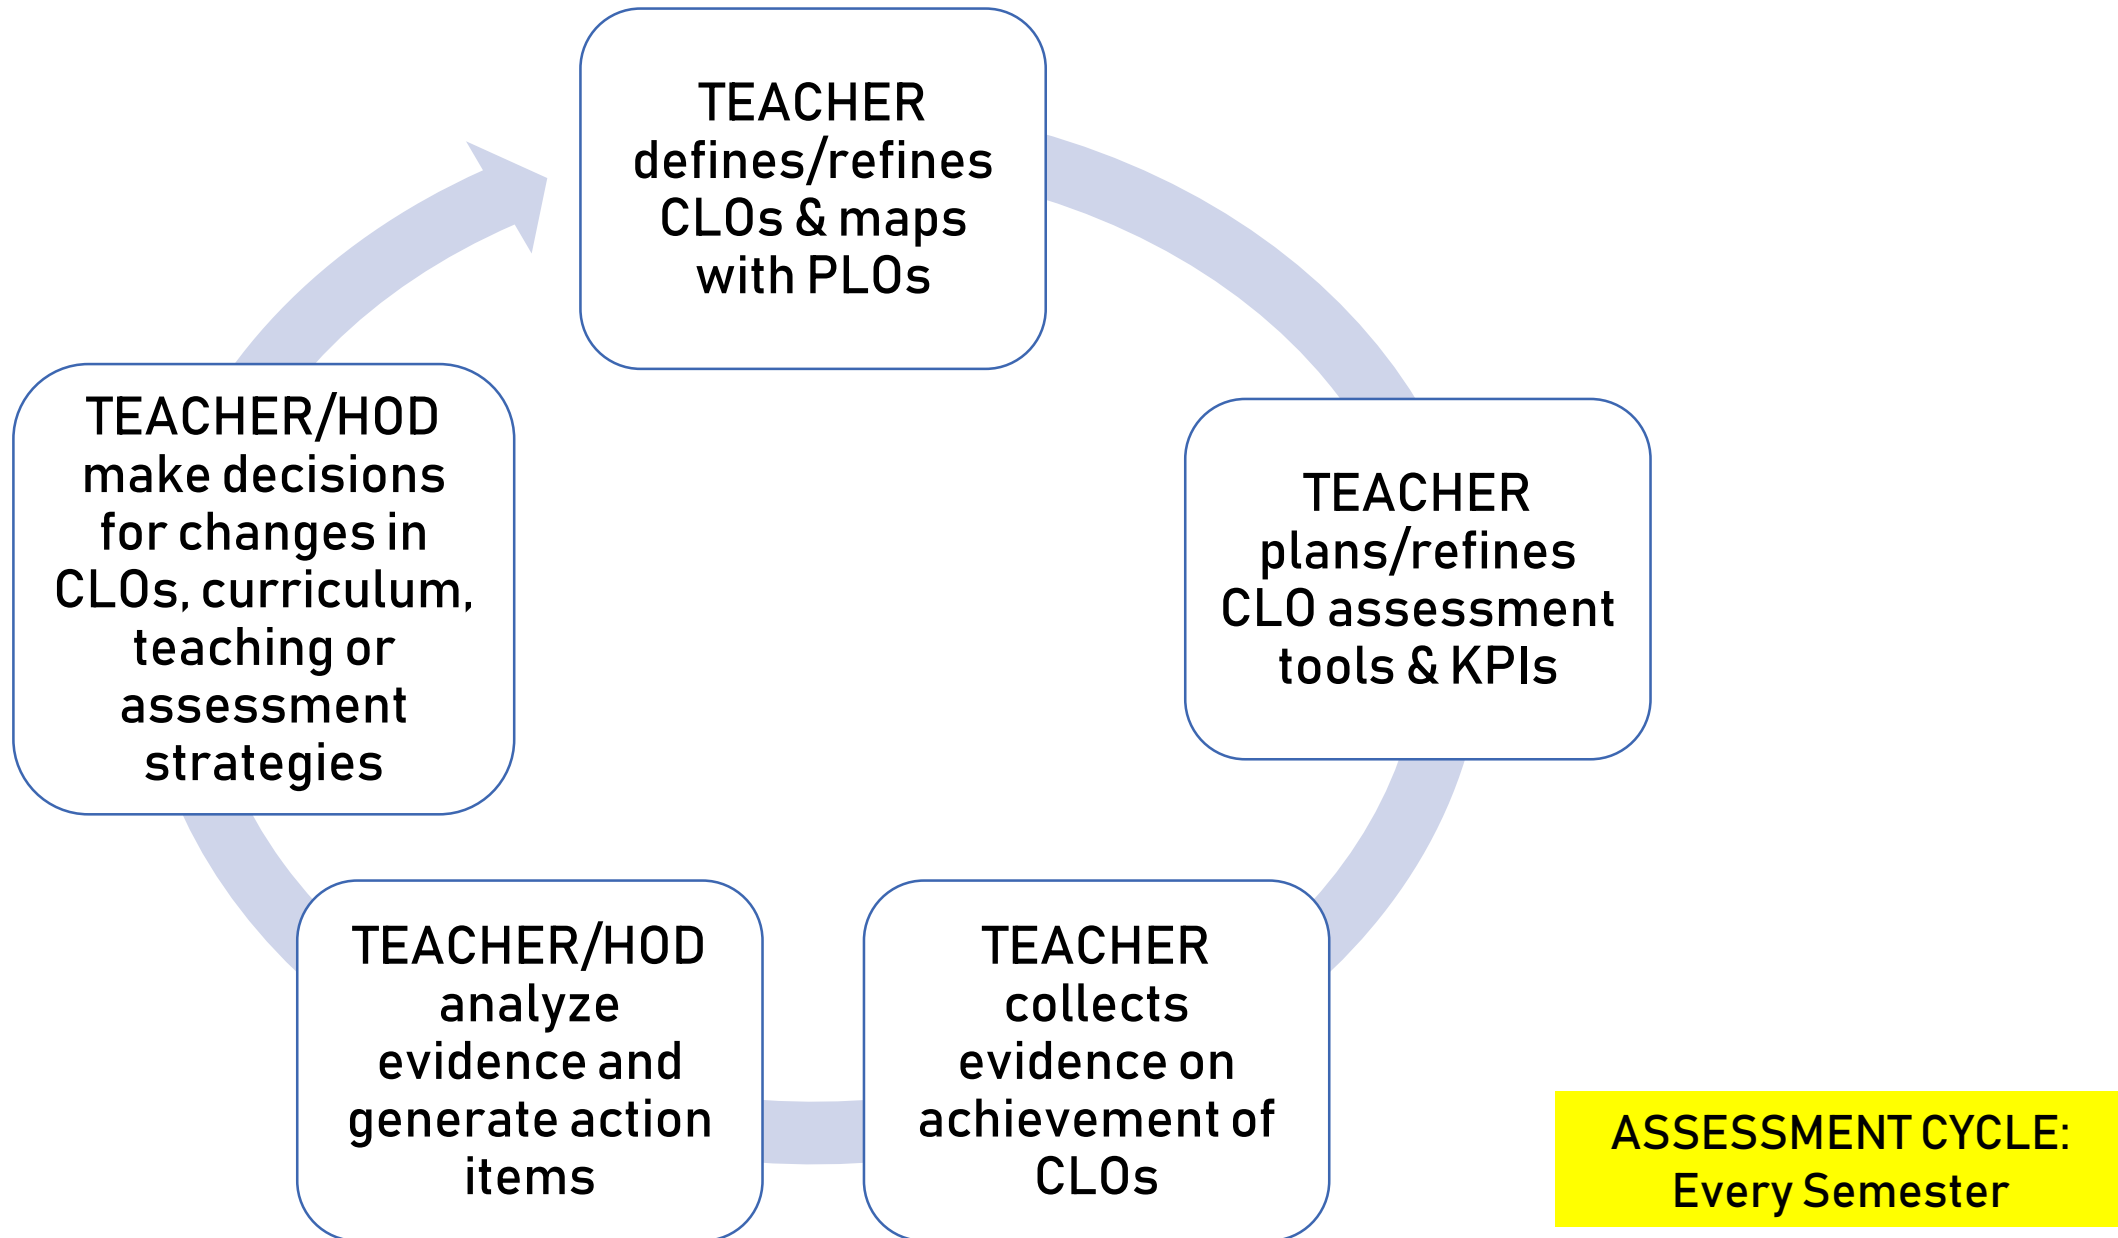 TEACHER
defines/refines
CLOs & maps
with PLOs
TEACHER
plans/refines
CLO assessment
tools & KPIs
TEACHER
collects
evidence on
achievement of
CLOs
TEACHER/HOD
analyze
evidence and
generate action
items
TEACHER/HOD
make decisions
for changes in
CLOs, curriculum,
teaching or
assessment
strategies
ASSESSMENT CYCLE:
Every Semester